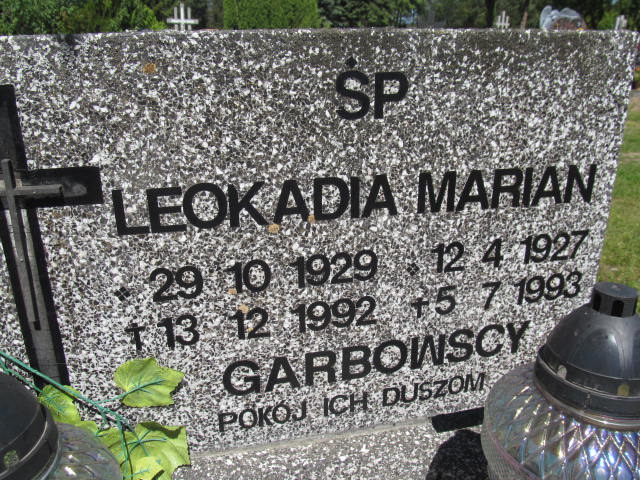 ŚP
LEOKADIA MARIAN
* 29 10 1929 * 12 4 1927
† 13 12 1992 † 5 7 1993
GARBOWSCY
POKÓJ ICH DUSZOM